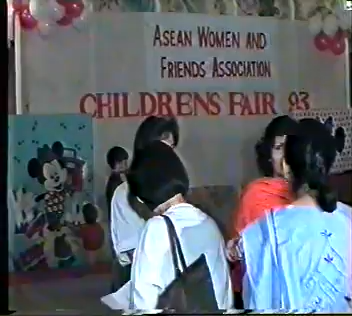 ASEAN WOMEN AND
FRIENDS ASSOCIATION
CHILDRENS FAIR 93